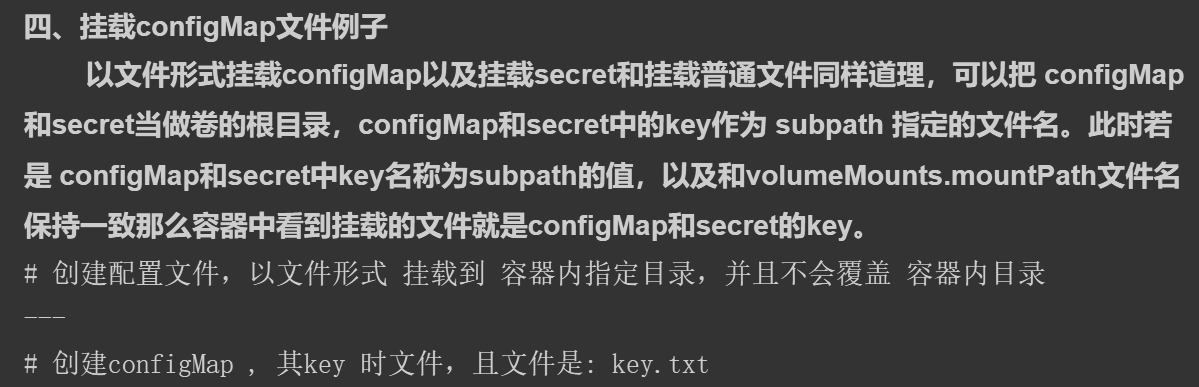 四、挂载configMap文件例子
以文件形式挂载configMap以及挂载secret和挂载普通文件同样道理，可以把 configMap
和secret当做卷的根目录，configMap和secret中的key作为 subpath 指定的文件名。此时若
是 configMap和secret中key名称为subpath的值，以及和volumeMounts.mountPath文件名
保持一致那么容器中看到挂载的文件就是configMap和secret的key。
# 创建配置文件，以文件形式 挂载到 容器内指定目录，并且不会覆盖 容器内目录
---
# 创建configMap , 其key 时文件，且文件是: key.txt